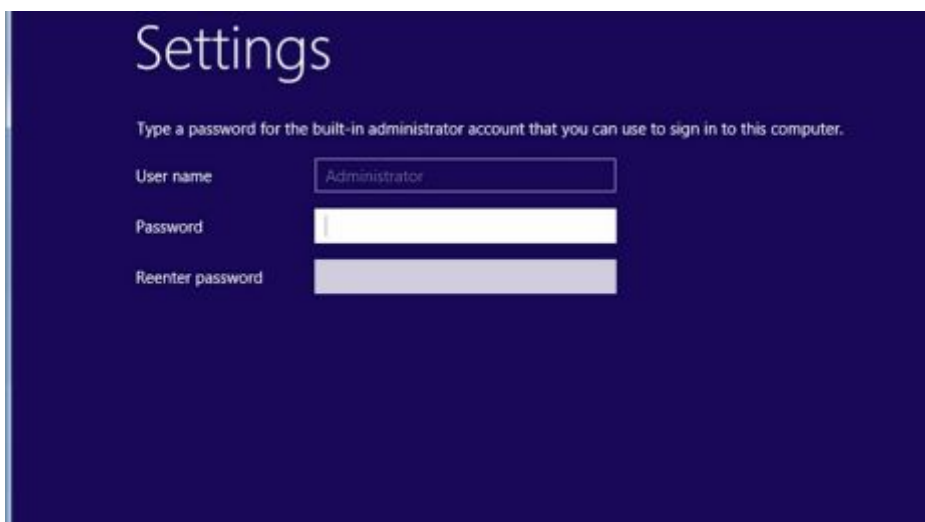 Settings
Type a password for the built-in administrator account that you can use to sign in to this computer.
User name
Administrator
Password
Reenter password